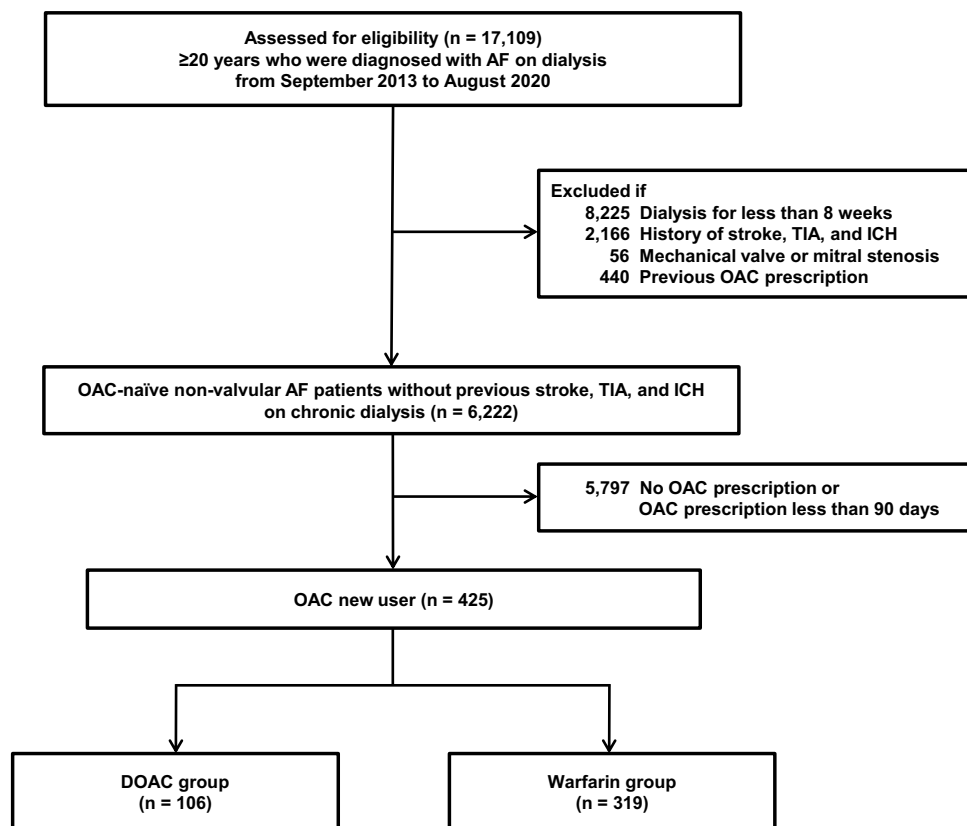 Assessed for eligibility (n = 17,109)
≥20 years who were diagnosed with AF on dialysis
from September 2013 to August 2020
Excluded if
8,225 Dialysis for less than 8 weeks
2,166 History of stroke, TIA, and ICH
56 Mechanical valve or mitral stenosis
440 Previous OAC prescription
OAC-naïve non-valvular AF patients without previous stroke, TIA, and ICH
on chronic dialysis (n = 6,222)
5,797 No OAC prescription or
OAC prescription less than 90 days
OAC new user (n = 425)
DOAC group
(n = 106)
Warfarin group
(n = 319)